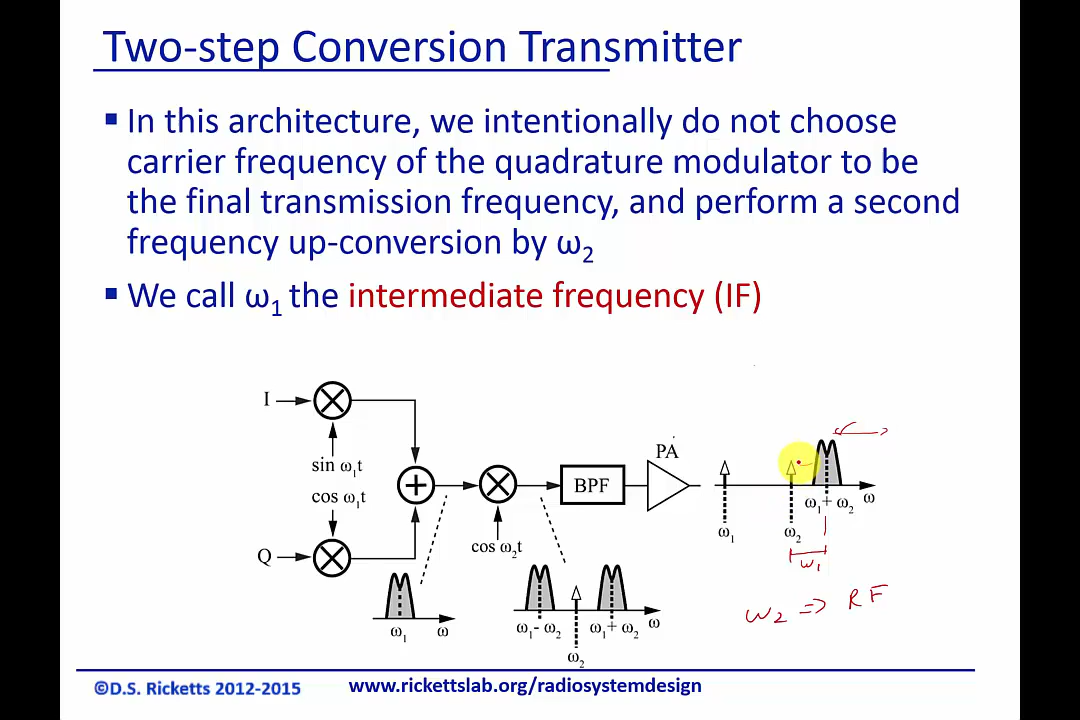 Two-step Conversion Transmitter
▪ In this architecture, we intentionally do not choose
carrier frequency of the quadrature modulator to be
the final transmission frequency, and perform a second
frequency up-conversion by ω₂
▪ We call ω₁ the intermediate frequency (IF)
I
sin ω₁t
cos ω₁t
Q
cos ω₂t
BPF
PA
ω₁
ω₂
ω₁+ ω₂
ω
ω₁
ω₂ => RF
ω₁
ω
ω₁- ω₂
ω₁+ ω₂
ω
ω₂
©D.S. Ricketts 2012-2015
www.rickettslab.org/radiosystemdesign